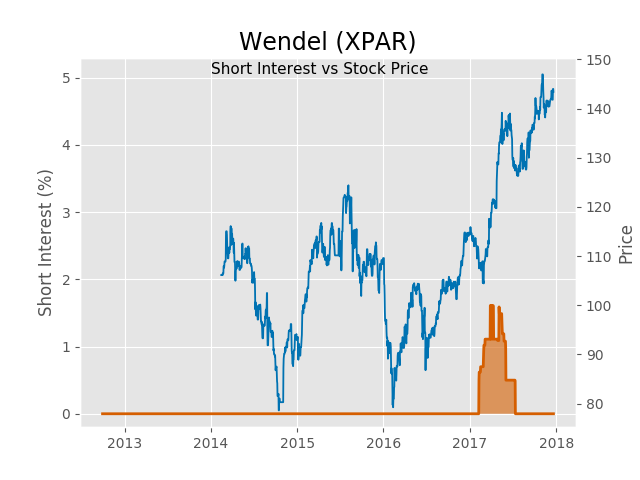 Wendel (XPAR)
Short Interest vs Stock Price
Short Interest (%)
5
4
3
2
1
0
150
140
130
120
110
100
90
80
Price
2013 2014 2015 2016 2017 2018